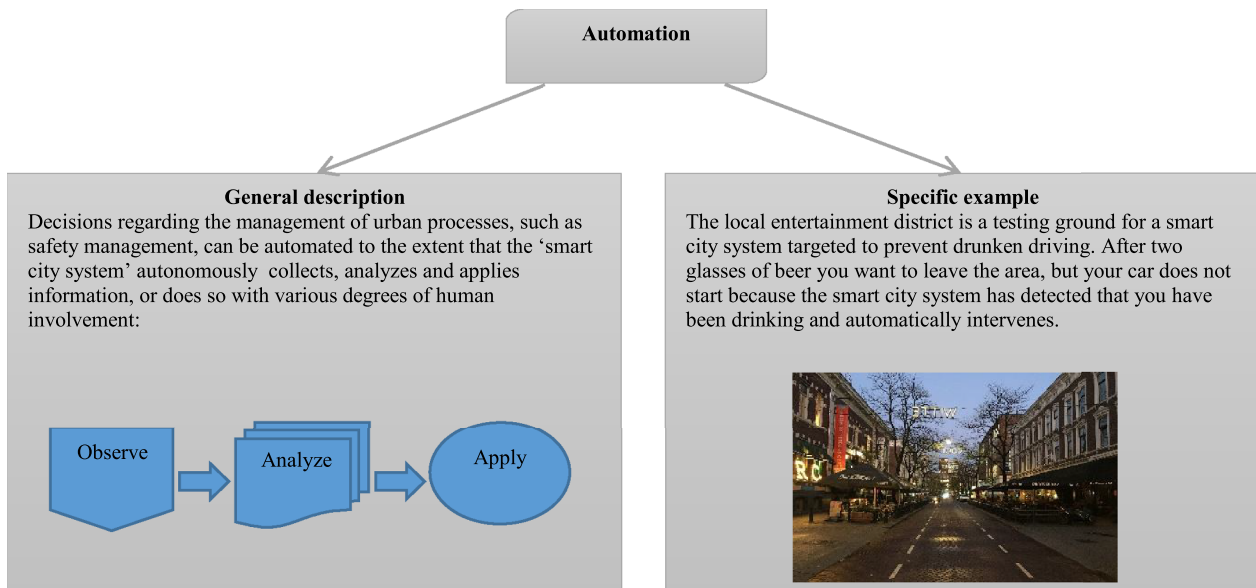 Automation
General description
Decisions regarding the management of urban processes, such as
safety management, can be automated to the extent that the ‘smart
city system’ autonomously  collects, analyzes and applies
information, or does so with various degrees of human
involvement:
Observe
Analyze
Apply
Specific example
The local entertainment district is a testing ground for a smart
city system targeted to prevent drunken driving. After two
glasses of beer you want to leave the area, but your car does not
start because the smart city system has detected that you have
been drinking and automatically intervenes.